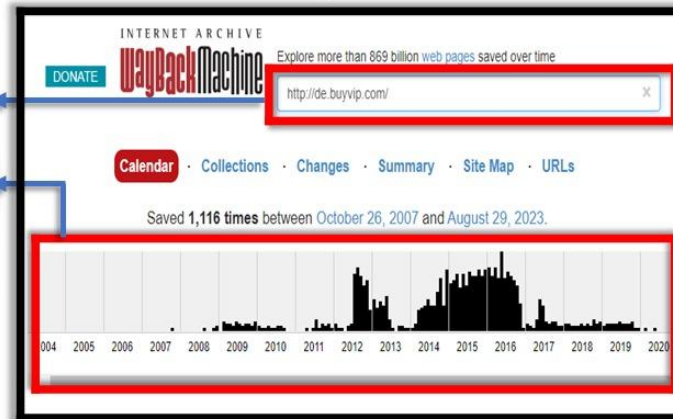 INTERNET ARCHIVE
DONATE
WayBackMachine
Explore more than 869 billion web pages saved over time
http://de.buyvip.com/ x
Calendar · Collections · Changes · Summary · Site Map · URLs
Saved 1,116 times between October 26, 2007 and August 29, 2023.
004 2005 2006 2007 2008 2009 2010 2011 2012 2013 2014 2015 2016 2017 2018 2019 2020